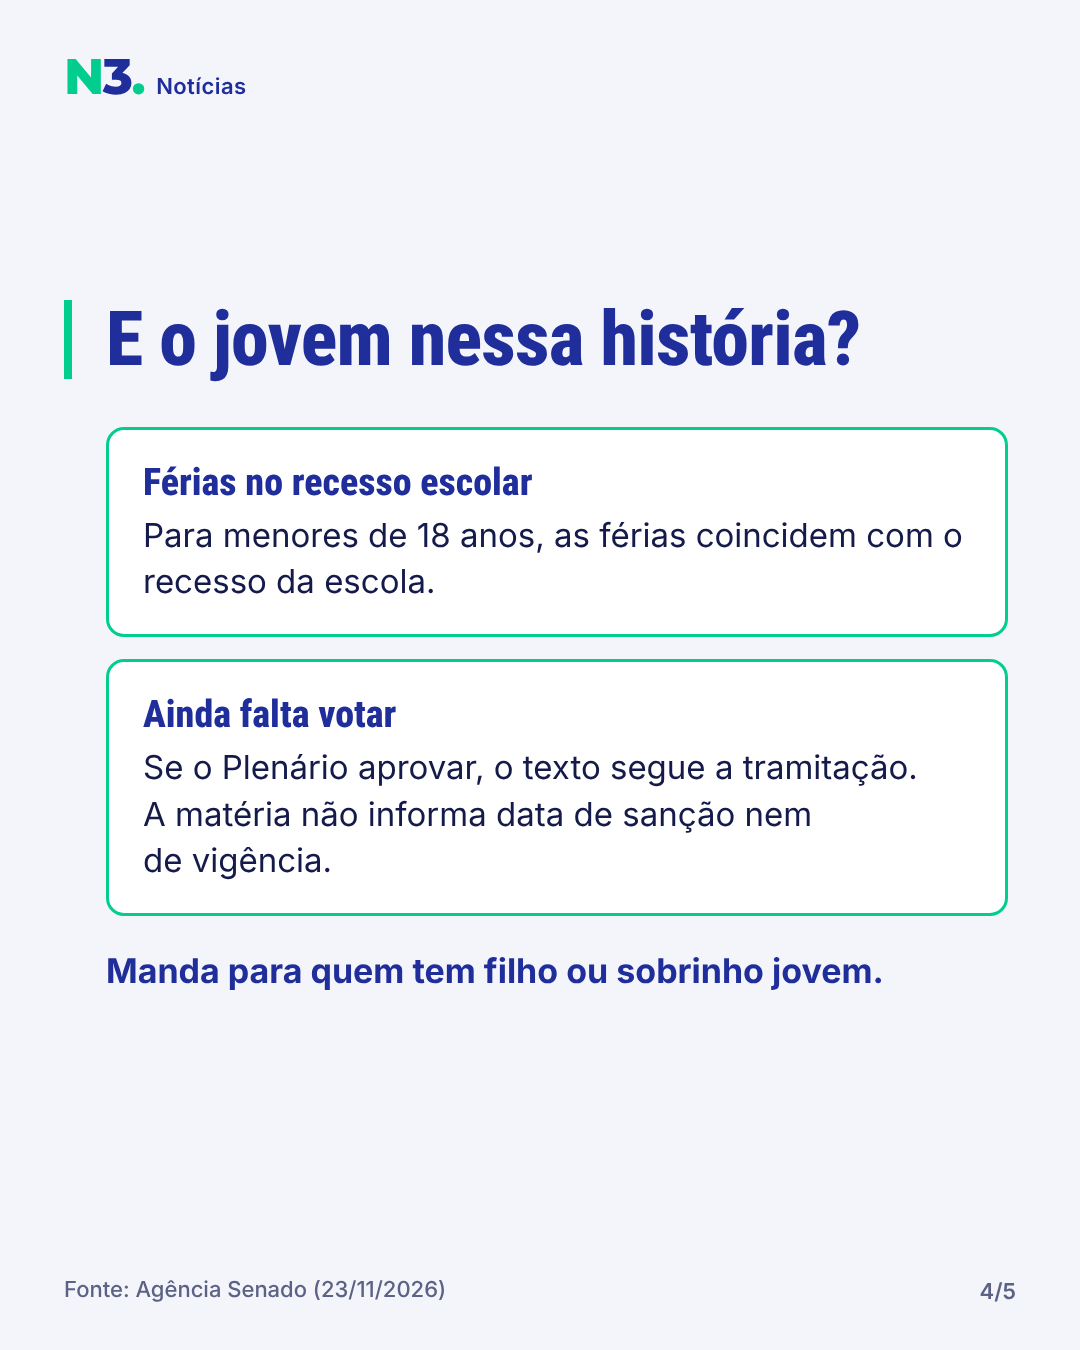 N3. Notícias
E o jovem nessa história?
Férias no recesso escolar
Para menores de 18 anos, as férias coincidem com o
recesso da escola.
Ainda falta votar
Se o Plenário aprovar, o texto segue a tramitação.
A matéria não informa data de sanção nem
de vigência.
Manda para quem tem filho ou sobrinho jovem.
Fonte: Agência Senado (23/11/2026)
4/5